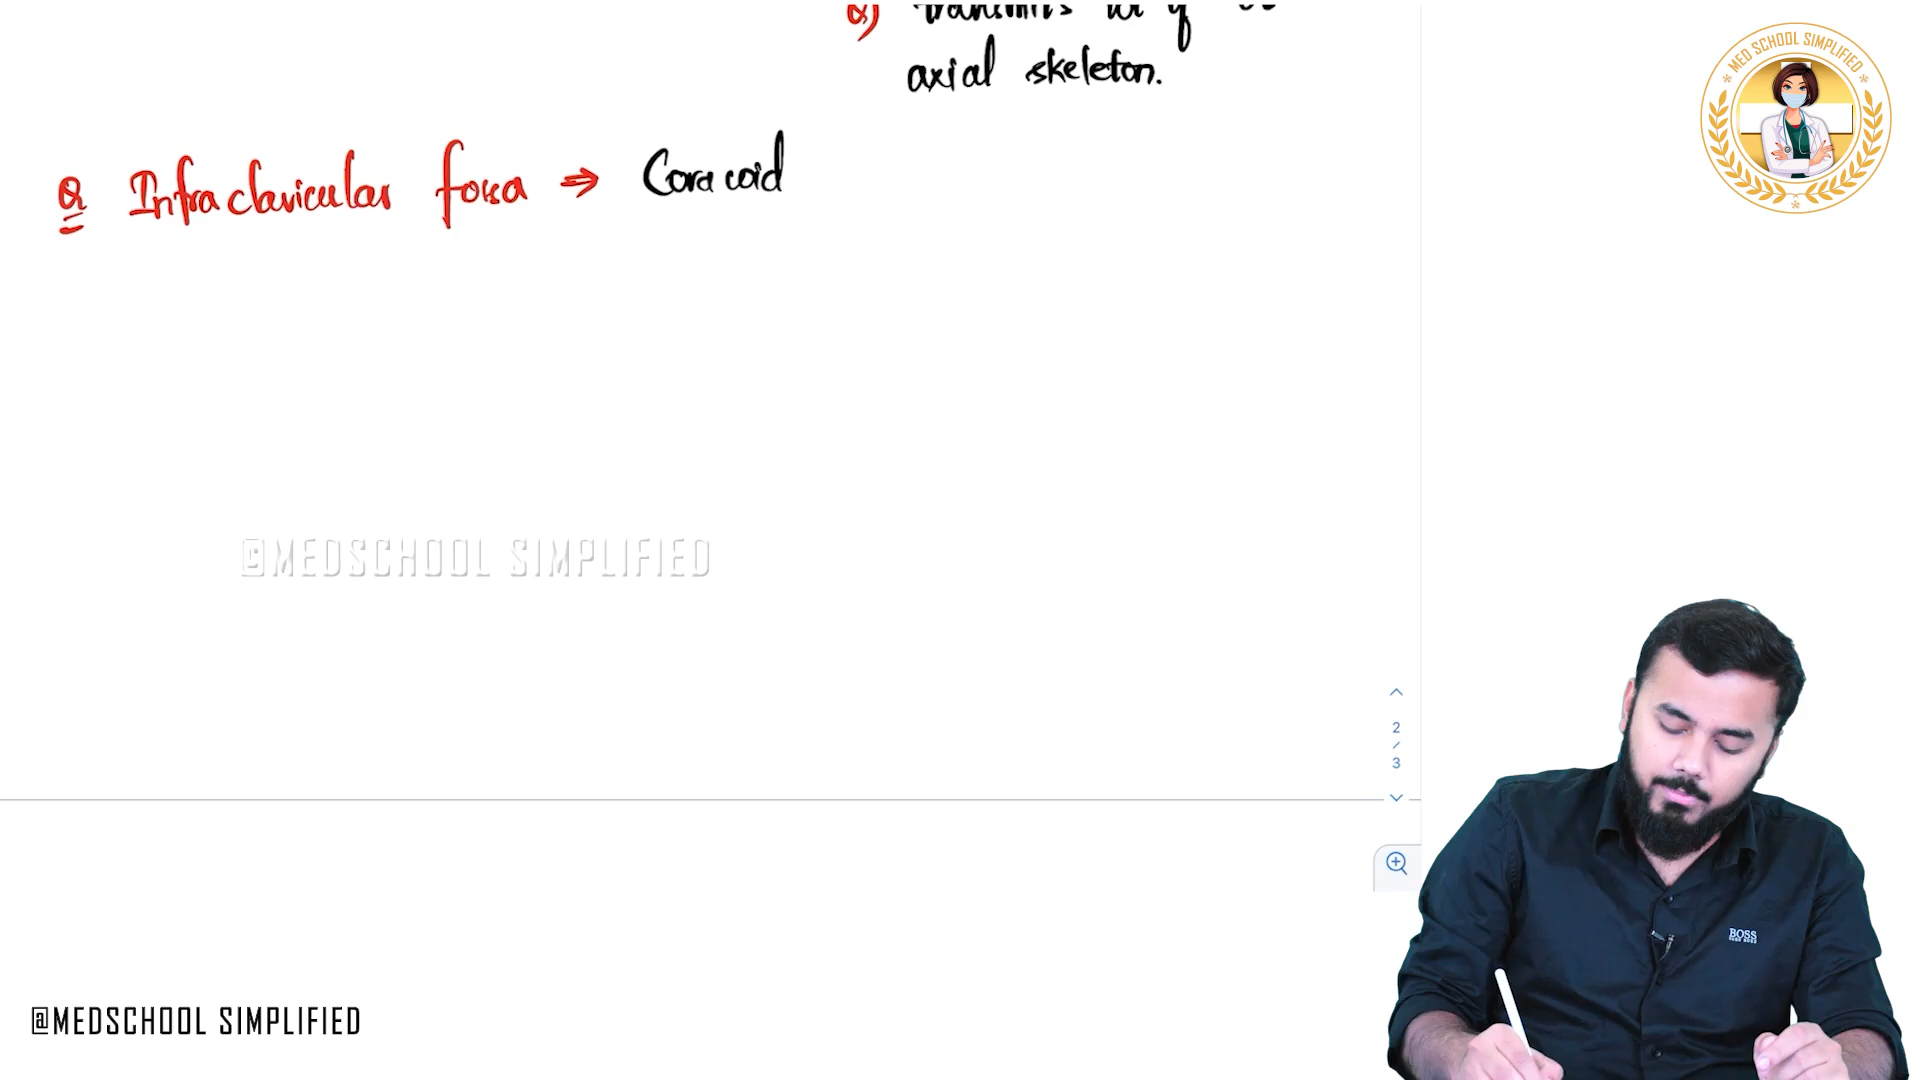 axial skeleton.
Q Infraclavicular fossa ⇒ Coracoid
@MEDSCHOOL SIMPLIFIED
MED SCHOOL SIMPLIFIED
2
/
3
BOSS
@MEDSCHOOL SIMPLIFIED